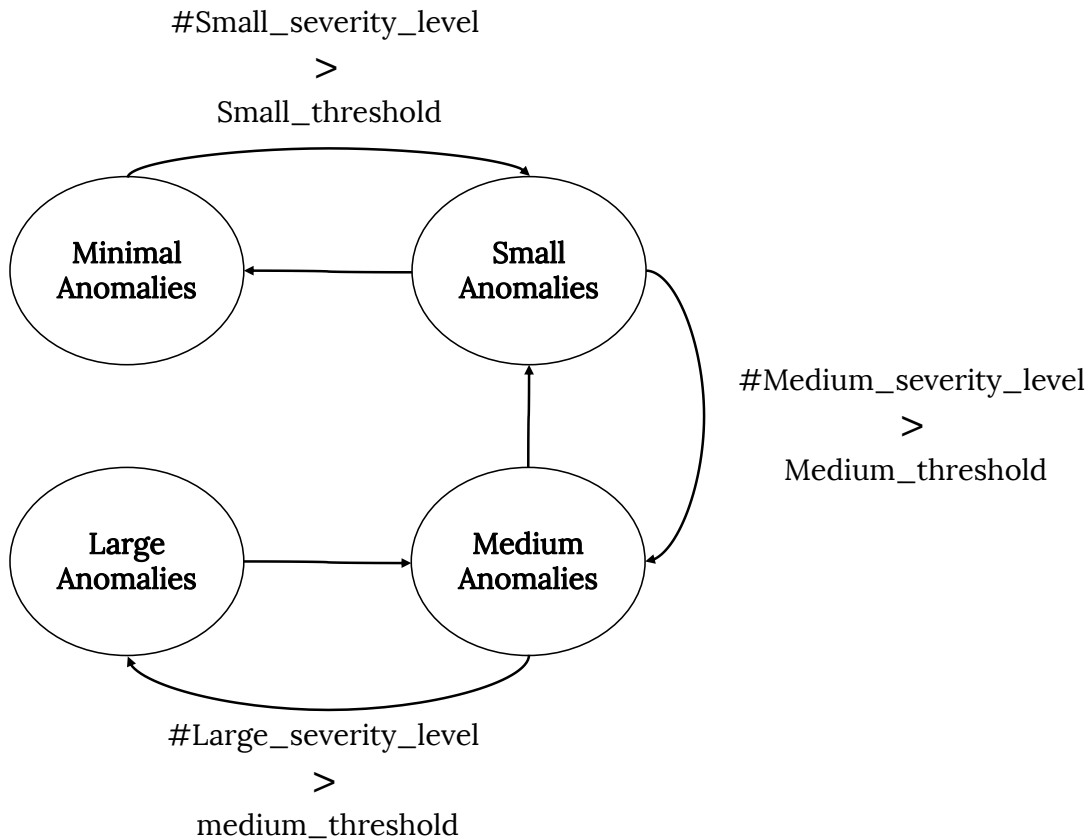 #Small_severity_level
>
Small_threshold
Minimal
Anomalies
Small
Anomalies
#Medium_severity_level
>
Medium_threshold
Large
Anomalies
Medium
Anomalies
#Large_severity_level
>
medium_threshold